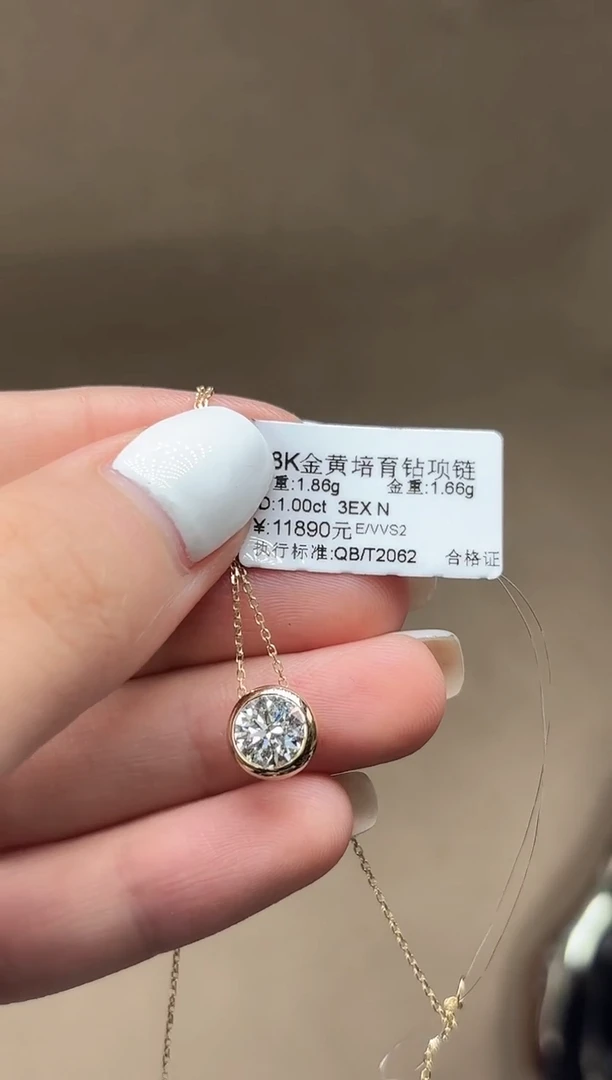 8K金黄培育钻项链
重:1.86g 金重:1.66g
D:1.00ct 3EX N
¥:11890元 E/VVS2
执行标准:QB/T2062 合格证